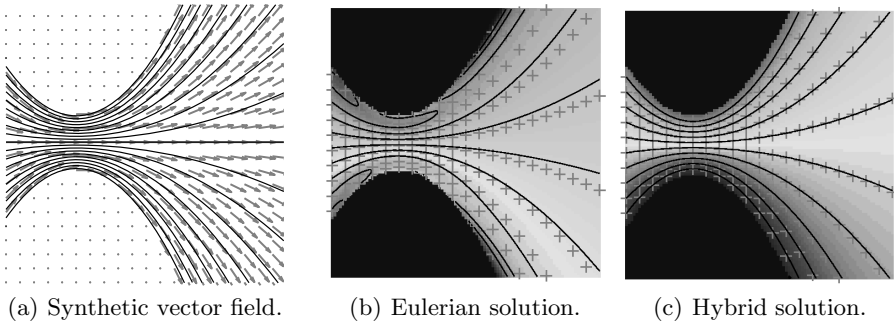 (a) Synthetic vector field.
(b) Eulerian solution.
(c) Hybrid solution.